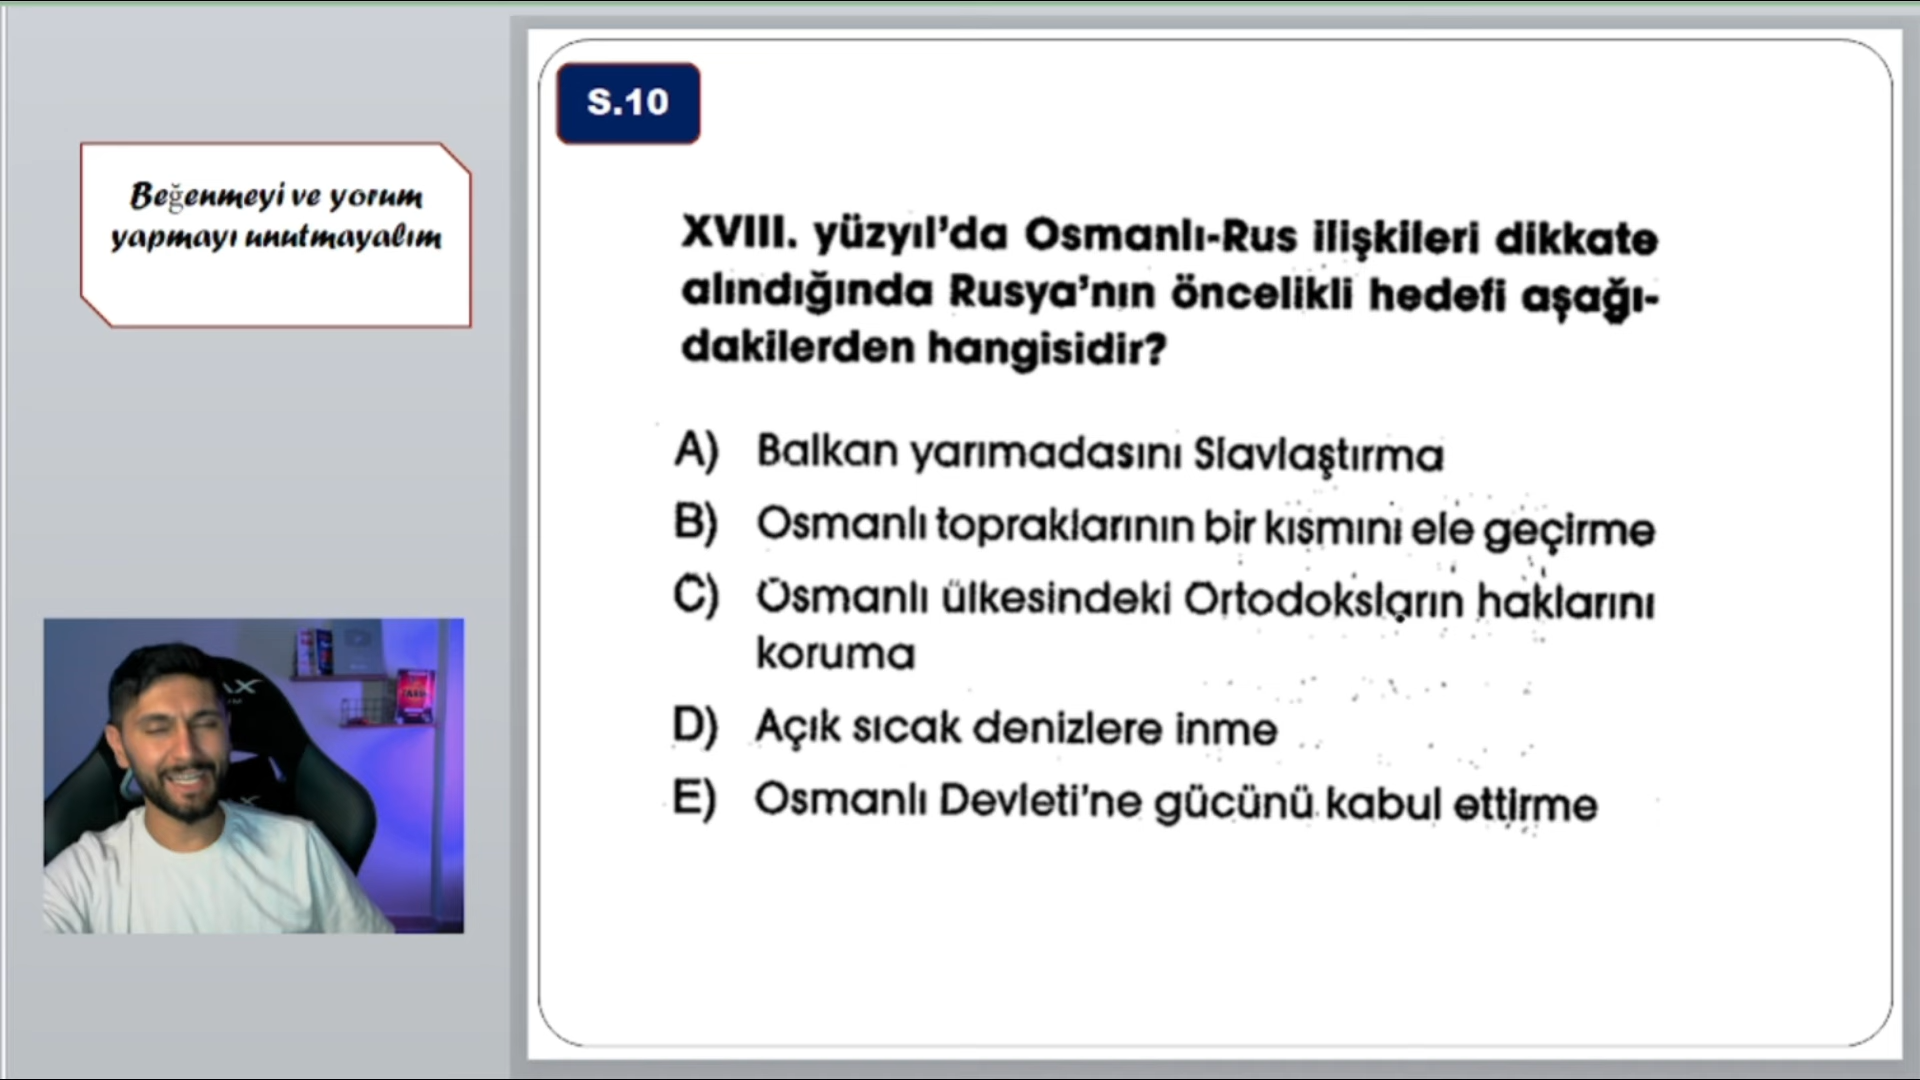 Beğenmeyi ve yorum
yapmayı unutmayalım
S.10
XVIII. yüzyıl'da Osmanlı-Rus ilişkileri dikkate
alındığında Rusya'nın öncelikli hedefi aşağı-
dakilerden hangisidir?
A) Balkan yarımadasını Slavlaştırma
B) Osmanlı topraklarının bir kısmını ele geçirme
C) Osmanlı ülkesindeki Ortodoksların haklarını
koruma
D) Açık sıcak denizlere inme
E) Osmanlı Devleti'ne gücünü kabul ettirme